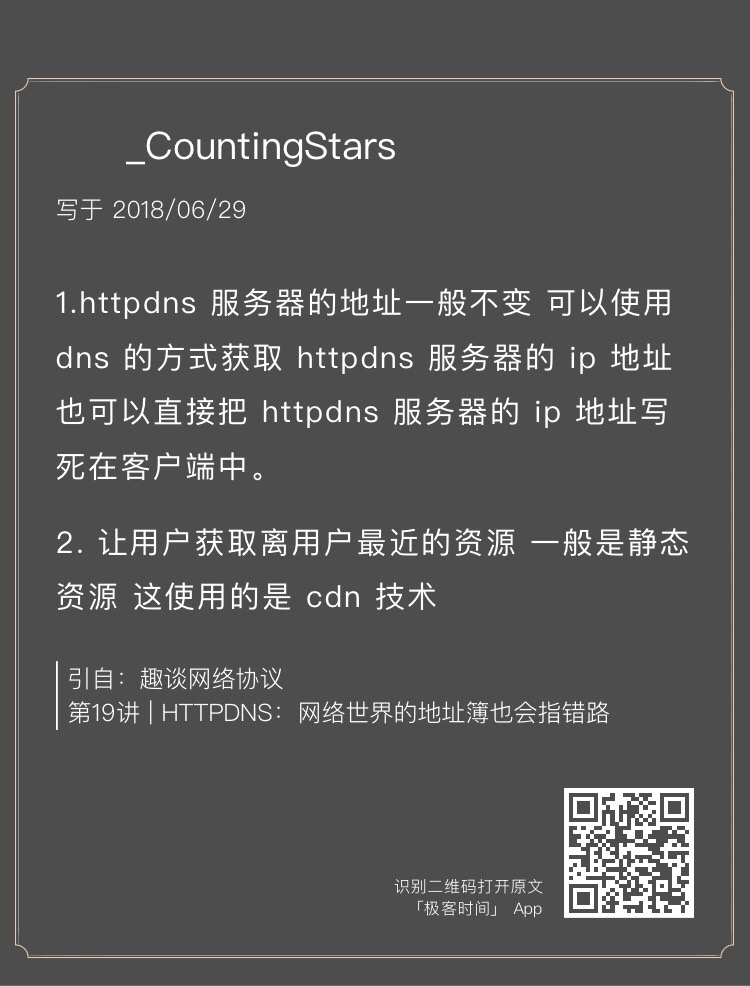 _CountingStars
写于 2018/06/29
1.httpdns 服务器的地址一般不变 可以使用
dns 的方式获取 httpdns 服务器的 ip 地址
也可以直接把 httpdns 服务器的 ip 地址写
死在客户端中。
2. 让用户获取离用户最近的资源 一般是静态
资源 这使用的是 cdn 技术
引自：趣谈网络协议
第19讲 | HTTPDNS：网络世界的地址簿也会指错路
识别二维码打开原文
「极客时间」 App